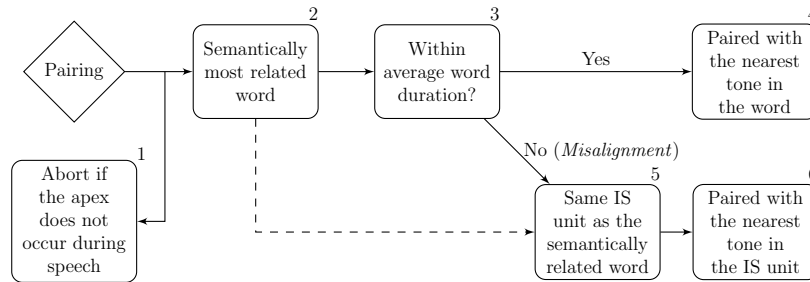 Pairing
1
Abort if
the apex
does not
occur during
speech
2
Semantically
most related
word
3
Within
average word
duration?
Yes
Paired with
the nearest
tone in
the word
No (Misalignment)
5
Same IS
unit as the
semantically
related word
Paired with
the nearest
tone in
the IS unit